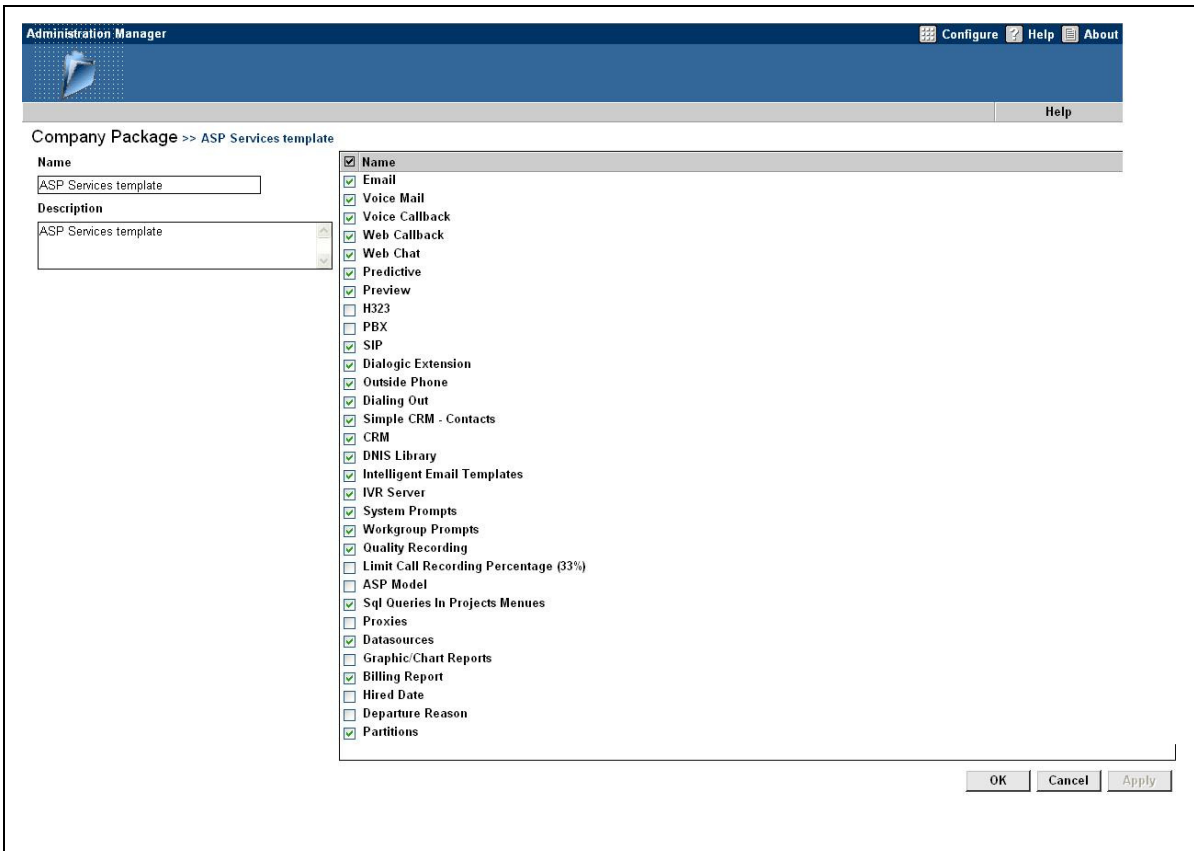 Administration Manager
Configure ? Help About
Help
Company Package >> ASP Services template
Name
ASP Services template
Description
ASP Services template
Name
Email
Voice Mail
Voice Callback
Web Callback
Web Chat
Predictive
Preview
H323
PBX
SIP
Dialogic Extension
Outside Phone
Dialing Out
Simple CRM - Contacts
CRM
DNIS Library
Intelligent Email Templates
IVR Server
System Prompts
Workgroup Prompts
Quality Recording
Limit Call Recording Percentage (33%)
ASP Model
Sql Queries In Projects Menues
Proxies
Datasources
Graphic/Chart Reports
Billing Report
Hired Date
Departure Reason
Partitions
OK Cancel Apply